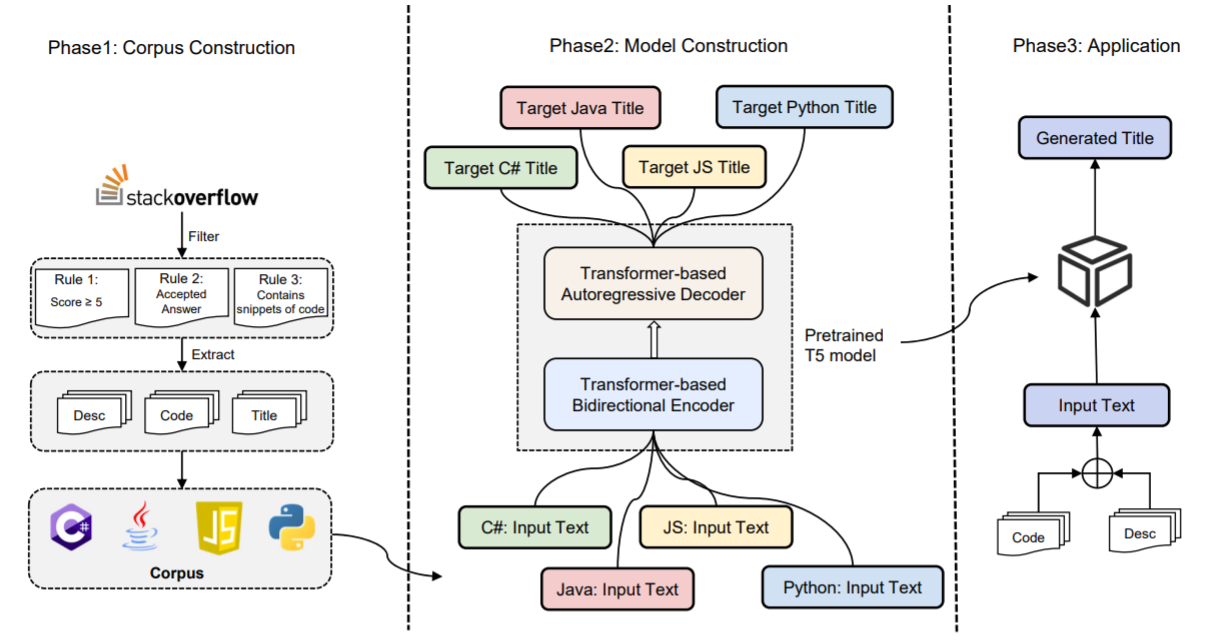 Phase1: Corpus Construction
stackoverflow
Filter
Rule 1:
Score ≥ 5
Rule 2:
Accepted
Answer
Rule 3:
Contains
snippets of code
Extract
Desc
Code
Title
C#
JS
Corpus
Phase2: Model Construction
Target Java Title
Target Python Title
Target C# Title
Target JS Title
Transformer-based
Autoregressive Decoder
Transformer-based
Bidirectional Encoder
Pretrained
T5 model
C#: Input Text
JS: Input Text
Java: Input Text
Python: Input Text
Phase3: Application
Generated Title
Input Text
Code
Desc